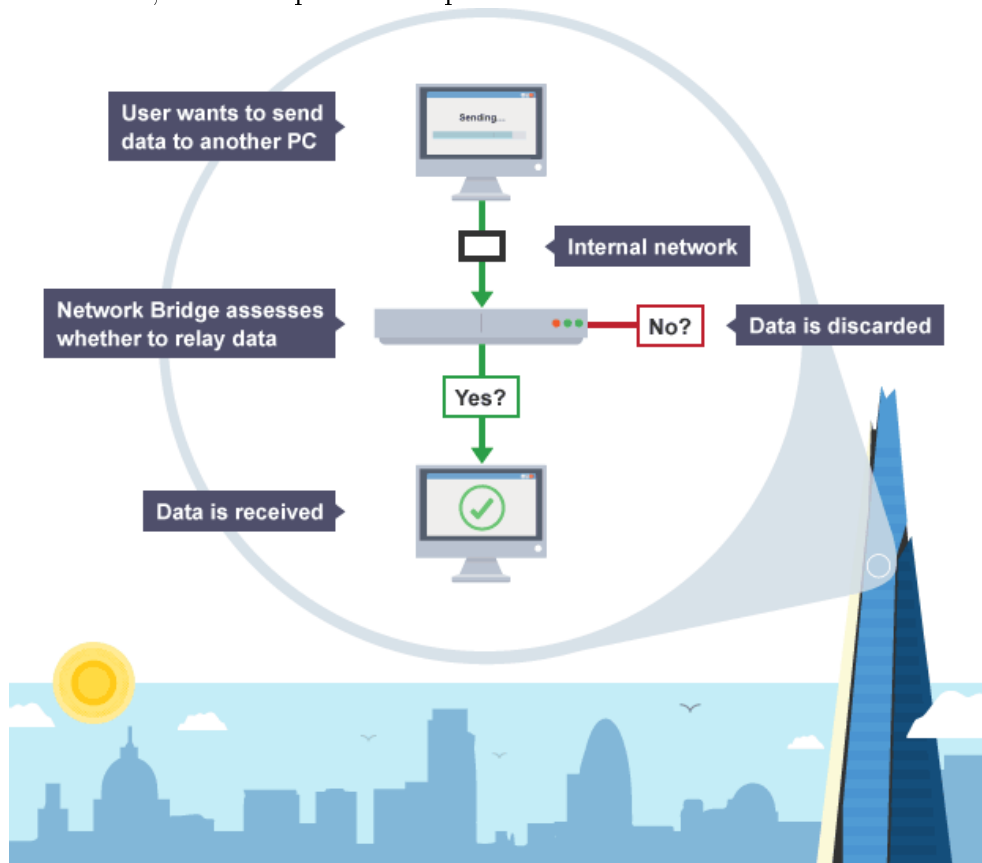 User wants to send
data to another PC
Sending...
Internal network
Network Bridge assesses
whether to relay data
No?
Data is discarded
Yes?
Data is received